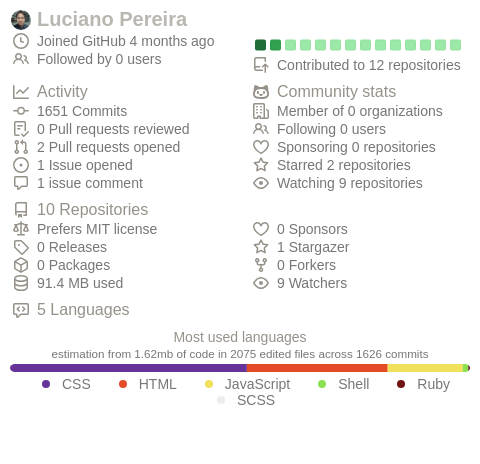 Luciano Pereira
Joined GitHub 4 months ago
Followed by 0 users
Contributed to 12 repositories
Activity
1651 Commits
0 Pull requests reviewed
2 Pull requests opened
1 Issue opened
1 issue comment
Community stats
Member of 0 organizations
Following 0 users
Sponsoring 0 repositories
Starred 2 repositories
Watching 9 repositories
10 Repositories
Prefers MIT license
0 Releases
0 Packages
91.4 MB used
0 Sponsors
1 Stargazer
0 Forkers
9 Watchers
5 Languages
Most used languages
estimation from 1.62mb of code in 2075 edited files across 1626 commits
CSS HTML JavaScript Shell Ruby
SCSS